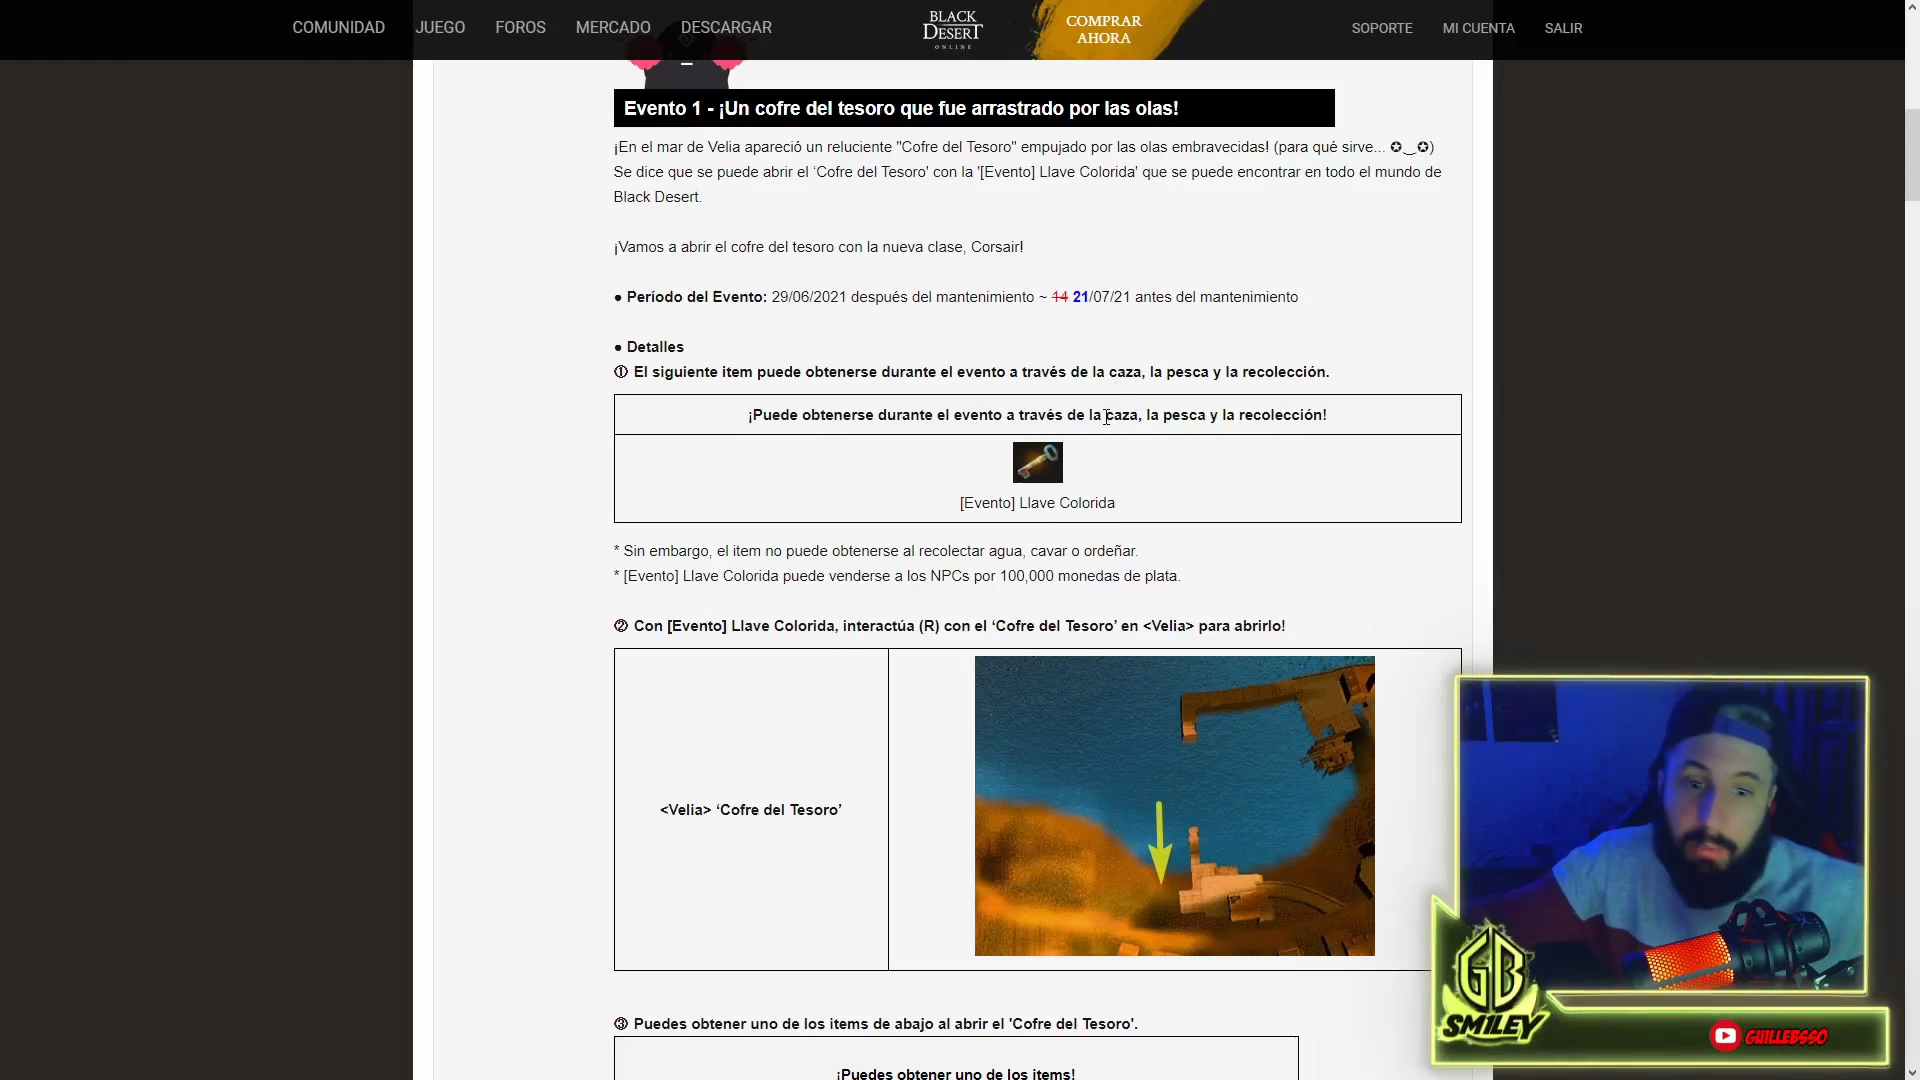 COMUNIDAD JUEGO FOROS MERCADO DESCARGAR BLACK DESERT ONLINE COMPRAR AHORA SOPORTE MI CUENTA SALIR
Evento 1 - ¡Un cofre del tesoro que fue arrastrado por las olas!
¡En el mar de Velia apareció un reluciente "Cofre del Tesoro" empujado por las olas embravecidas! (para qué sirve... ✪‿✪)
Se dice que se puede abrir el ‘Cofre del Tesoro’ con la '[Evento] Llave Colorida' que se puede encontrar en todo el mundo de
Black Desert.
¡Vamos a abrir el cofre del tesoro con la nueva clase, Corsair!
● Período del Evento: 29/06/2021 después del mantenimiento ~ 14 21/07/21 antes del mantenimiento
● Detalles
① El siguiente item puede obtenerse durante el evento a través de la caza, la pesca y la recolección.
¡Puede obtenerse durante el evento a través de la caza, la pesca y la recolección!
[Evento] Llave Colorida
* Sin embargo, el item no puede obtenerse al recolectar agua, cavar o ordeñar.
* [Evento] Llave Colorida puede venderse a los NPCs por 100,000 monedas de plata.
② Con [Evento] Llave Colorida, interactúa (R) con el ‘Cofre del Tesoro’ en <Velia> para abrirlo!
<Velia> ‘Cofre del Tesoro’
③ Puedes obtener uno de los items de abajo al abrir el 'Cofre del Tesoro'.
¡Puedes obtener uno de los items!
GB
SMILEY
GUILLEBSSO